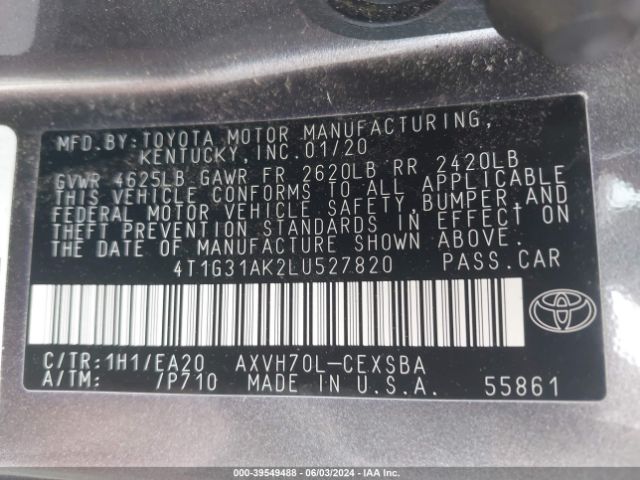 MFD.BY:TOYOTA MOTOR MANUFACTURING,
KENTUCKY,INC.01/20
GVWR 4625LB GAWR FR 2620LB RR 2420LB
THIS VEHICLE CONFORMS TO ALL APPLICABLE
FEDERAL MOTOR VEHICLE SAFETY,BUMPER,AND
THEFT PREVENTION STANDARDS IN EFFECT ON
THE DATE OF MANUFACTURE SHOWN ABOVE.
4T1G31AK2LU527820 PASS.CAR
C/TR:1H1/EA20 AXVH70L-CEXSBA
A/TM: /P710 MADE IN U.S.A. 55861
000-39549488 - 06/03/2024 - IAA Inc.